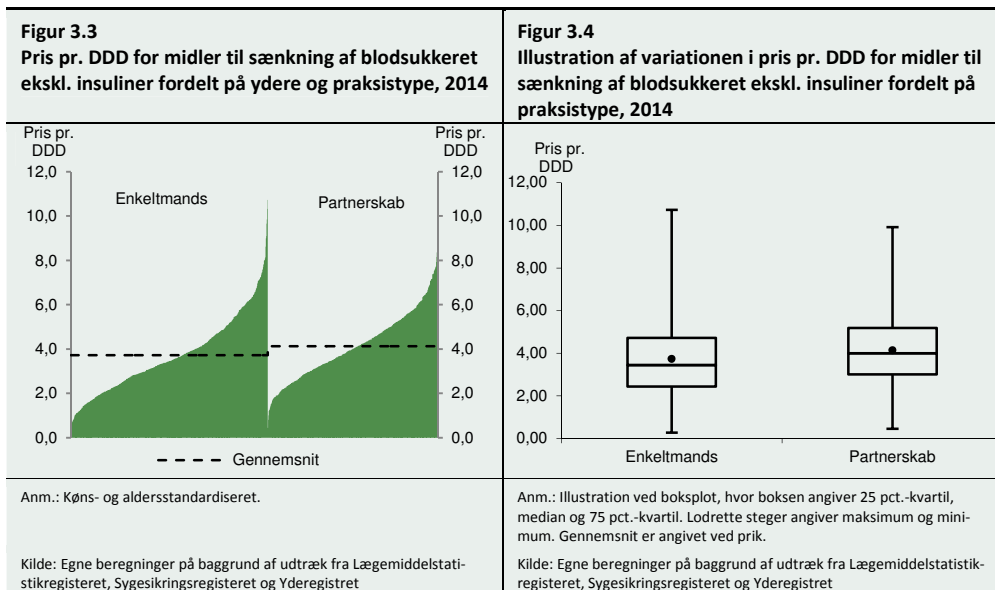 Figur 3.3
Pris pr. DDD for midler til sænkning af blodsukkeret
ekskl. insuliner fordelt på ydere og praksistype, 2014
Pris pr.
DDD
Pris pr.
DDD
12,0
12,0
Enkeltmands
Partnerskab
10,0
10,0
8,0
8,0
6,0
6,0
4,0
4,0
2,0
2,0
0,0
0,0
Gennemsnit
Anm.: Køns- og aldersstandardiseret.
Kilde: Egne beregninger på baggrund af udtræk fra Lægemiddelstati-
stikregisteret, Sygesikringsregisteret og Yderegistret
Figur 3.4
Illustration af variationen i pris pr. DDD for midler til
sænkning af blodsukkeret ekskl. insuliner fordelt på
praksistype, 2014
Pris pr.
DDD
12,00
10,00
8,00
6,00
4,00
2,00
0,00
Enkeltmands
Partnerskab
Anm.: Illustration ved boksplot, hvor boksen angiver 25 pct.-kvartil,
median og 75 pct.-kvartil. Lodrette steger angiver maksimum og mini-
mum. Gennemsnit er angivet ved prik.
Kilde: Egne beregninger på baggrund af udtræk fra Lægemiddelstatistik-
registeret, Sygesikringsregisteret og Yderegistret